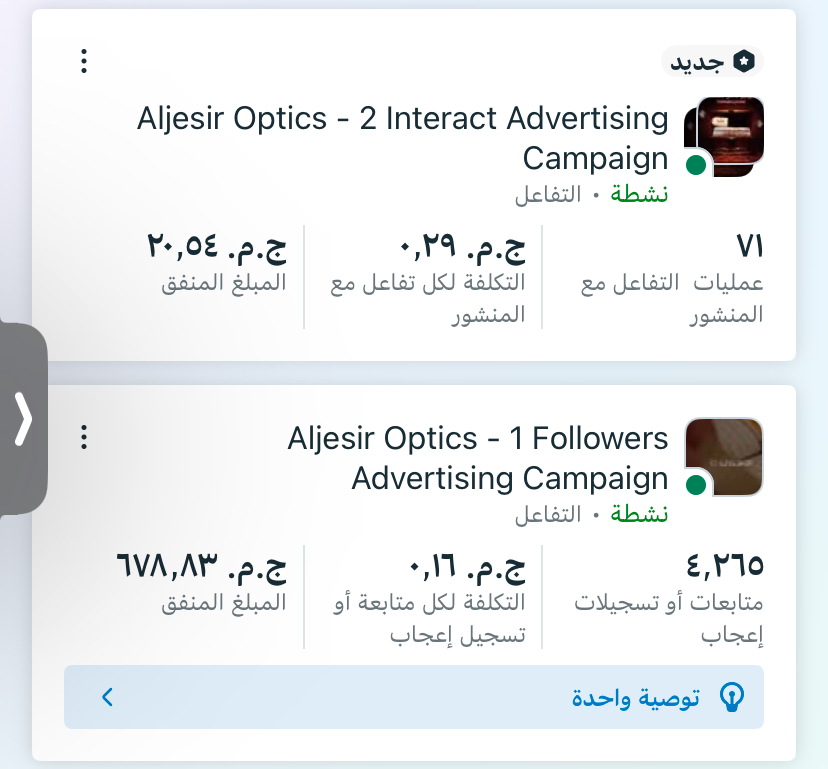 جديد
Aljesir Optics - 2 Interact Advertising
Campaign
نشطة • التفاعل
٧١
عمليات التفاعل مع
المنشور
ج.م. ٠,٢٩
التكلفة لكل تفاعل مع
المنشور
ج.م. ٢٠,٥٤
المبلغ المنفق
Aljesir Optics - 1 Followers
Advertising Campaign
نشطة • التفاعل
٤,٢٦٥
متابعات أو تسجيلات
إعجاب
ج.م. ٠,١٦
التكلفة لكل متابعة أو
تسجيل إعجاب
ج.م. ٦٧٨,٨٣
المبلغ المنفق
توصية واحدة